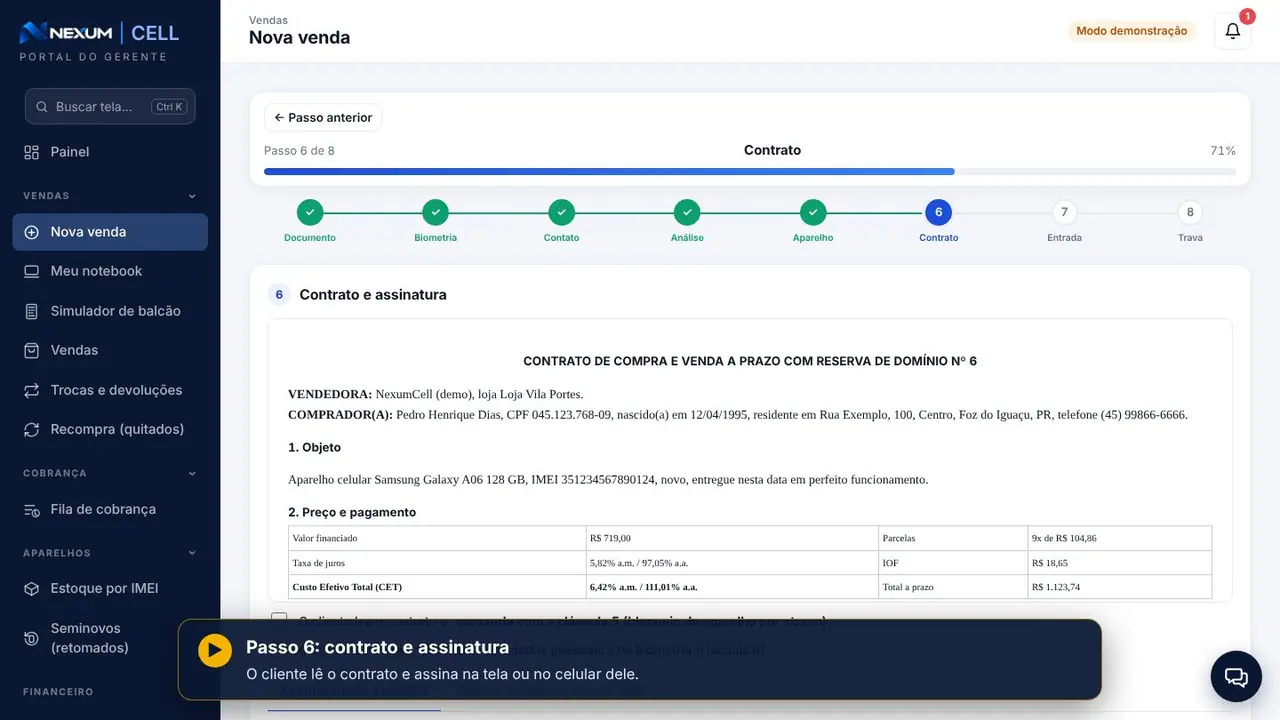 NEXUM | CELL
PORTAL DO GERENTE
Buscar tela... Ctrl K
Painel
VENDAS
Nova venda
Meu notebook
Simulador de balcão
Vendas
Trocas e devoluções
Recompra (quitados)
COBRANÇA
Fila de cobrança
APARELHOS
Estoque por IMEI
Seminovos
(retomados)
FINANCEIRO
Vendas
Nova venda
Modo demonstração
1
← Passo anterior
Passo 6 de 8 Contrato 71%
6 7 8
Documento Biometria Contato Análise Aparelho Contrato Entrada Trava
6 Contrato e assinatura
CONTRATO DE COMPRA E VENDA A PRAZO COM RESERVA DE DOMÍNIO Nº 6
VENDEDORA: NexumCell (demo), loja Loja Vila Portes.
COMPRADOR(A): Pedro Henrique Dias, CPF 045.123.768-09, nascido(a) em 12/04/1995, residente em Rua Exemplo, 100, Centro, Foz do Iguaçu, PR, telefone (45) 99866-6666.
1. Objeto
Aparelho celular Samsung Galaxy A06 128 GB, IMEI 351234567890124, novo, entregue nesta data em perfeito funcionamento.
2. Preço e pagamento
Valor financiado R$ 719,00 Parcelas 9x de R$ 104,86
Taxa de juros 5,82% a.m. / 97,05% a.a. IOF R$ 18,65
Custo Efetivo Total (CET) 6,42% a.m. / 111,01% a.a. Total a prazo R$ 1.123,74
Passo 6: contrato e assinatura
O cliente lê o contrato e assina na tela ou no celular dele.